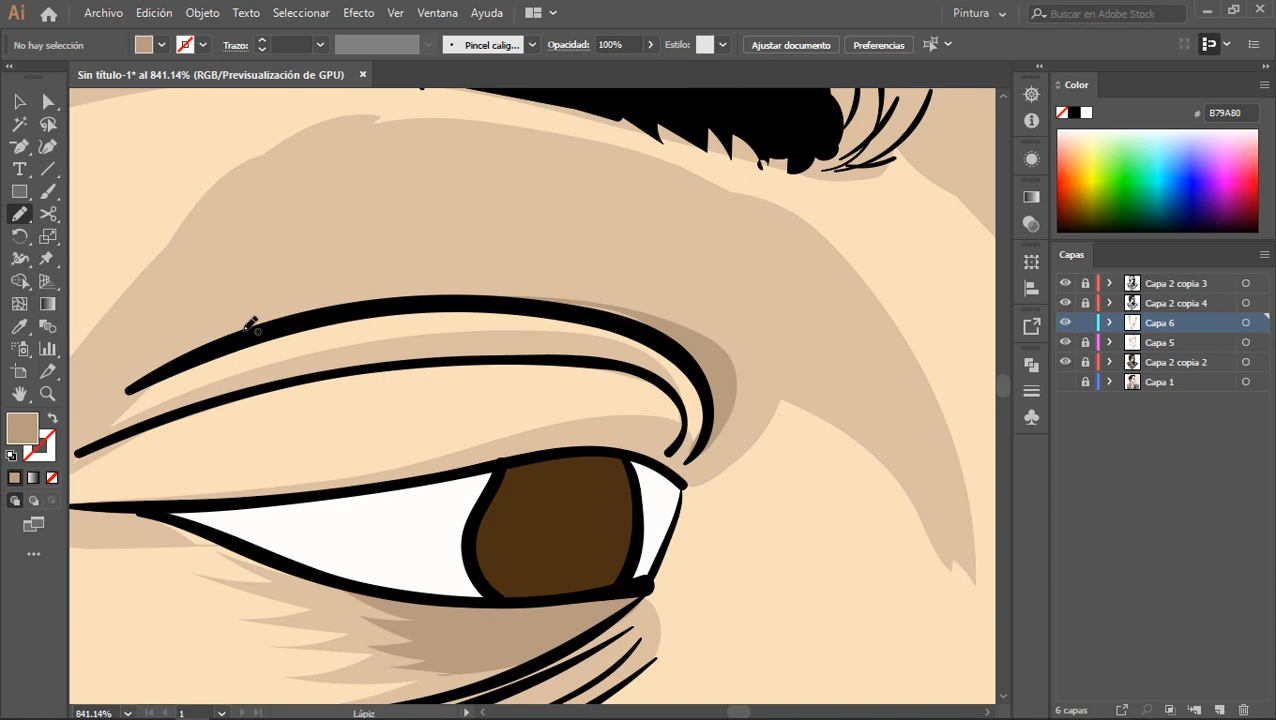 Ai Archivo Edición Objeto Texto Seleccionar Efecto Ver Ventana Ayuda Pintura Buscar en Adobe Stock
No hay selección Trazo: Pincel calig... Opacidad: 100% Estilo: Ajustar documento Preferencias
Sin título-1* al 841.14% (RGB/Previsualización de GPU) × Color
# B79A80
Capas
Capa 2 copia 3
Capa 2 copia 4
Capa 6
Capa 5
Capa 2 copia 2
Capa 1
841.14% 1 Lápiz 6 capas